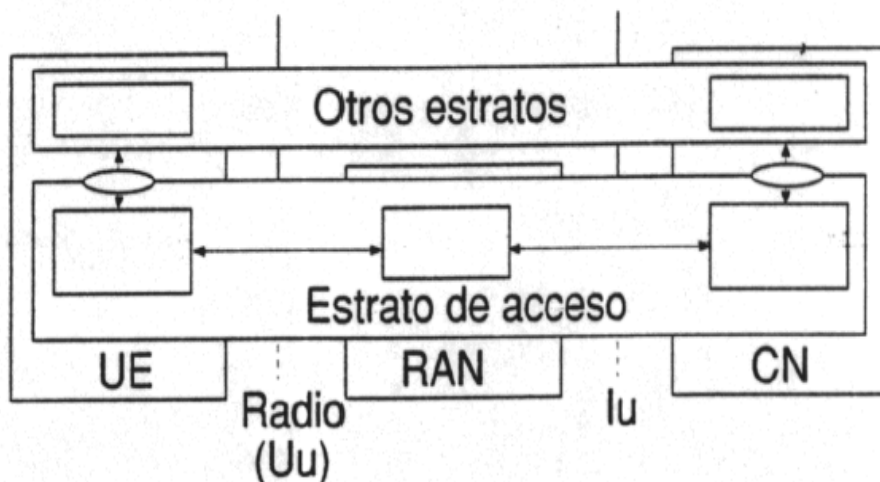 Otros estratos
Estrato de acceso
UE
RAN
CN
Radio
(Uu)
Iu